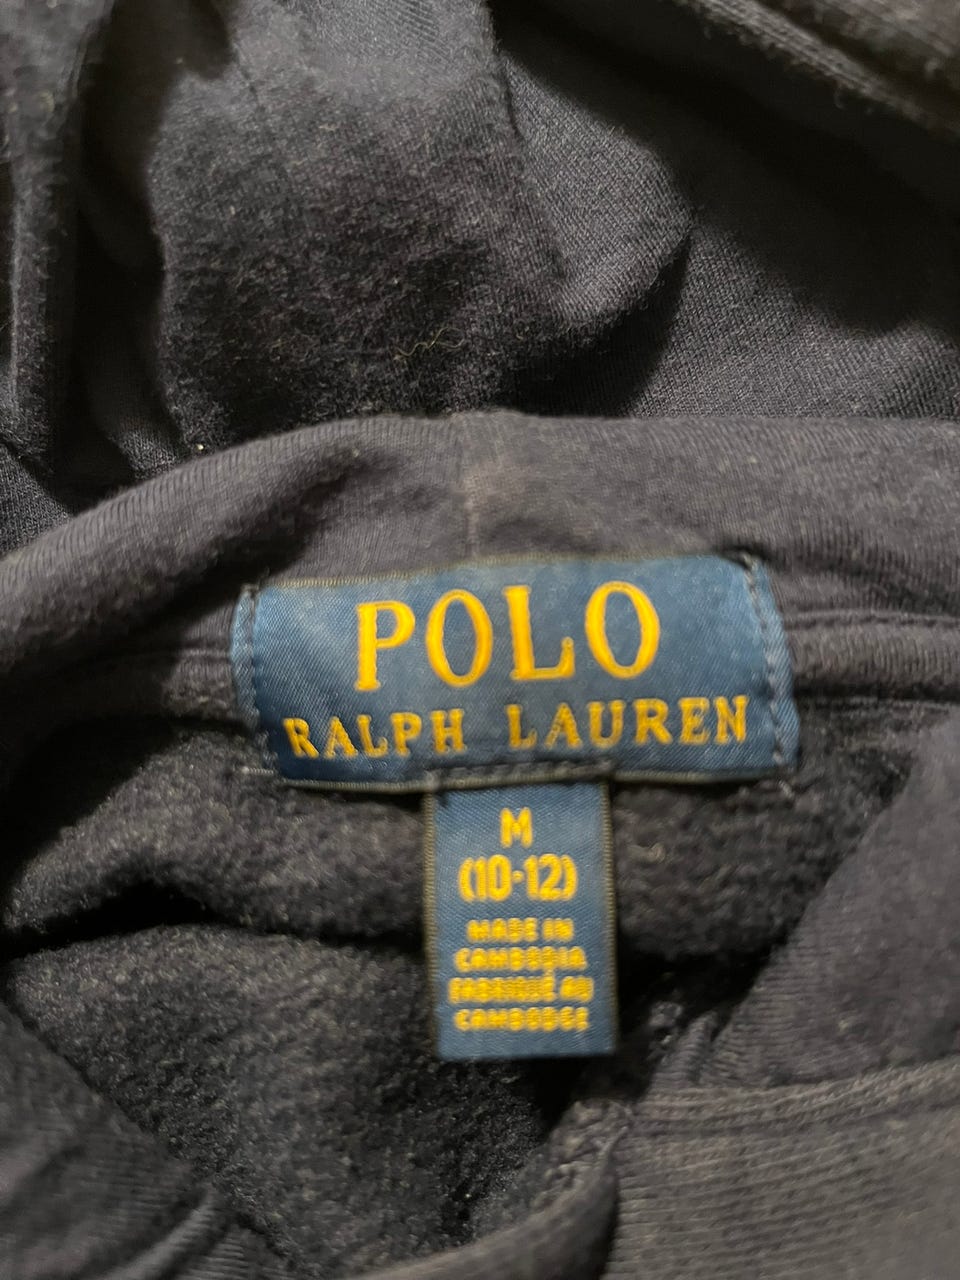 POLO
RALPH LAUREN
M
(10-12)
MADE IN
CAMBODIA
FABRIQUÉ AU
CAMBODGE